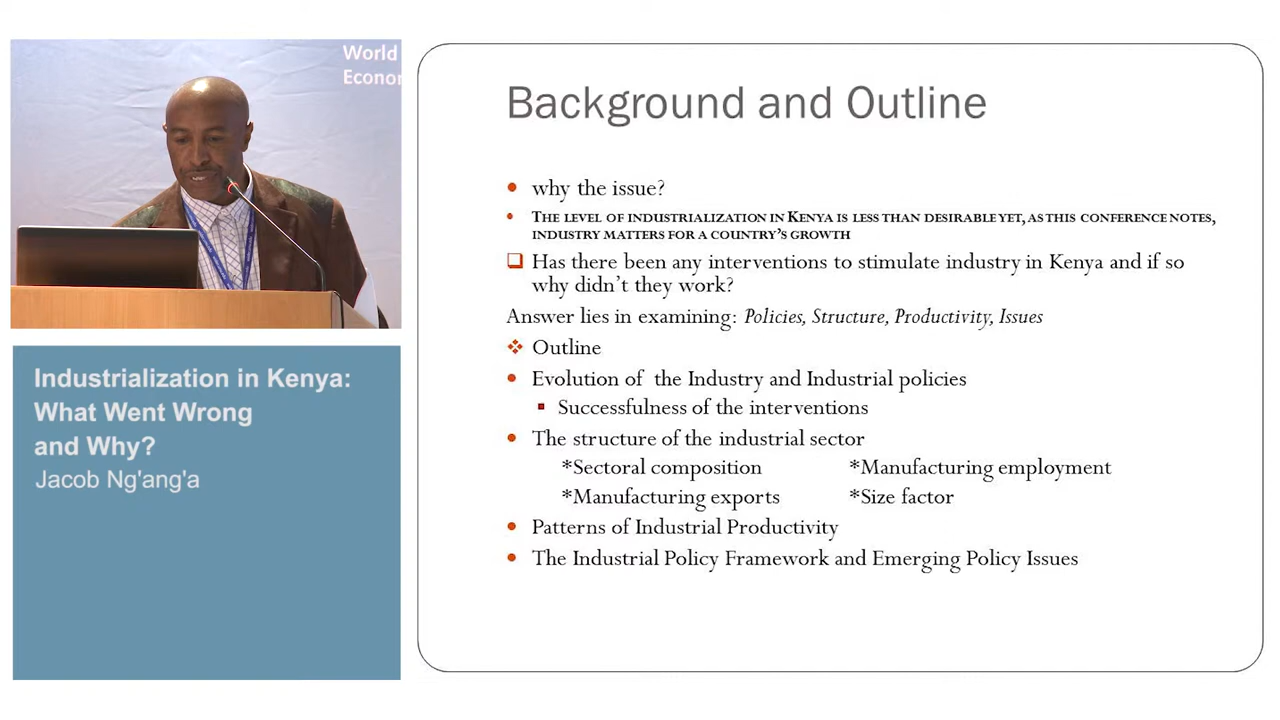 World
Econo
Background and Outline
why the issue?
THE LEVEL OF INDUSTRIALIZATION IN KENYA IS LESS THAN DESIRABLE YET, AS THIS CONFERENCE NOTES,
INDUSTRY MATTERS FOR A COUNTRY'S GROWTH
Has there been any interventions to stimulate industry in Kenya and if so
why didn't they work?
Answer lies in examining: Policies, Structure, Productivity, Issues
Outline
Evolution of the Industry and Industrial policies
Successfulness of the interventions
The structure of the industrial sector
*Sectoral composition *Manufacturing employment
*Manufacturing exports *Size factor
Patterns of Industrial Productivity
The Industrial Policy Framework and Emerging Policy Issues
Industrialization in Kenya:
What Went Wrong
and Why?
Jacob Ng'ang'a